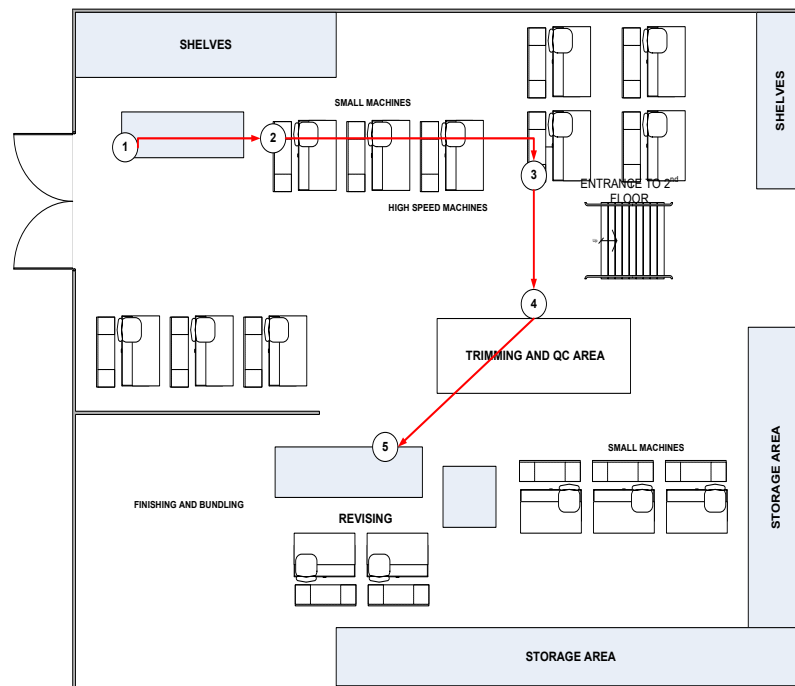 SHELVES
SHELVES
SMALL MACHINES
1
2
3
HIGH SPEED MACHINES
ENTRANCE TO 2nd
FLOOR
4
TRIMMING AND QC AREA
5
SMALL MACHINES
STORAGE AREA
FINISHING AND BUNDLING
REVISING
STORAGE AREA